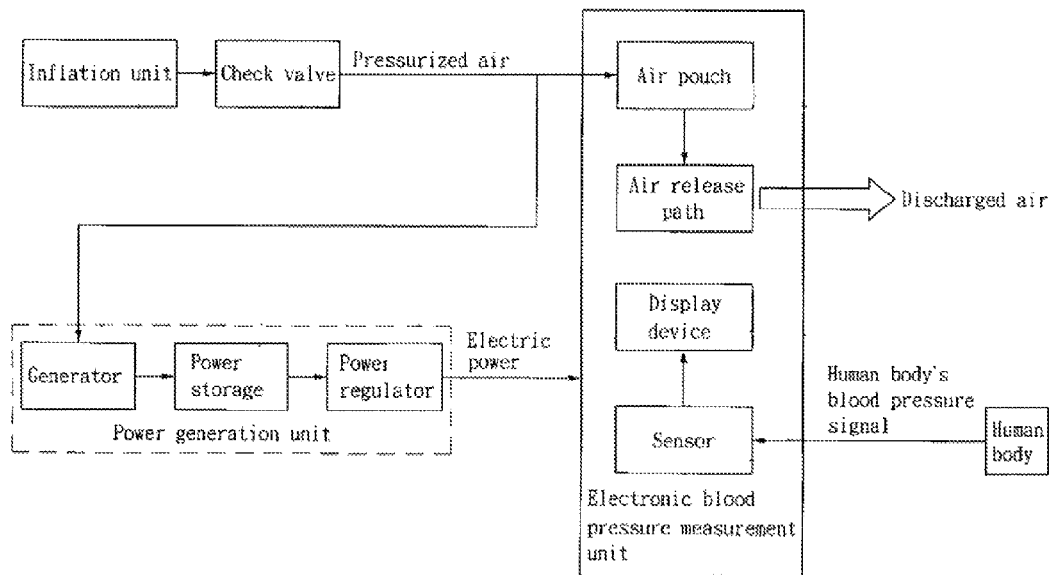 Inflation unit
Check valve
Pressurized air
Air pouch
Air release
path
Discharged air
Display
device
Electric
power
Generator
Power
storage
Power
regulator
Power generation unit
Human body's
blood pressure
signal
Sensor
Human
body
Electronic blood
pressure measurement
unit